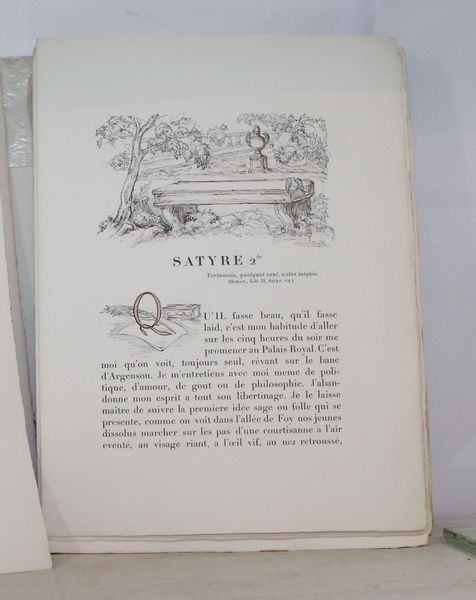 SATYRE 2de
Vertumnis, quotquot sunt, natus iniquis.
(Horat., Lib. II, Satyr. VII.)
QU'IL fasse beau, qu'il fasse
laid, c'est mon habitude d'aller
sur les cinq heures du soir me
promener au Palais Royal. C'est
moi qu'on voit, toujours seul, rêvant sur le banc
d'Argenson. Je m'entretiens avec moi meme de poli-
tique, d'amour, de gout ou de philosophie. J'aban-
donne mon esprit a tout son libertinage. Je le laisse
maitre de suivre la premiere idée sage ou folle qui se
presente, comme on voit dans l'allée de Foy nos jeunes
dissolus marcher sur les pas d'une courtisanne a l'air
eventé, au visage riant, a l'œil vif, au nez retroussé,